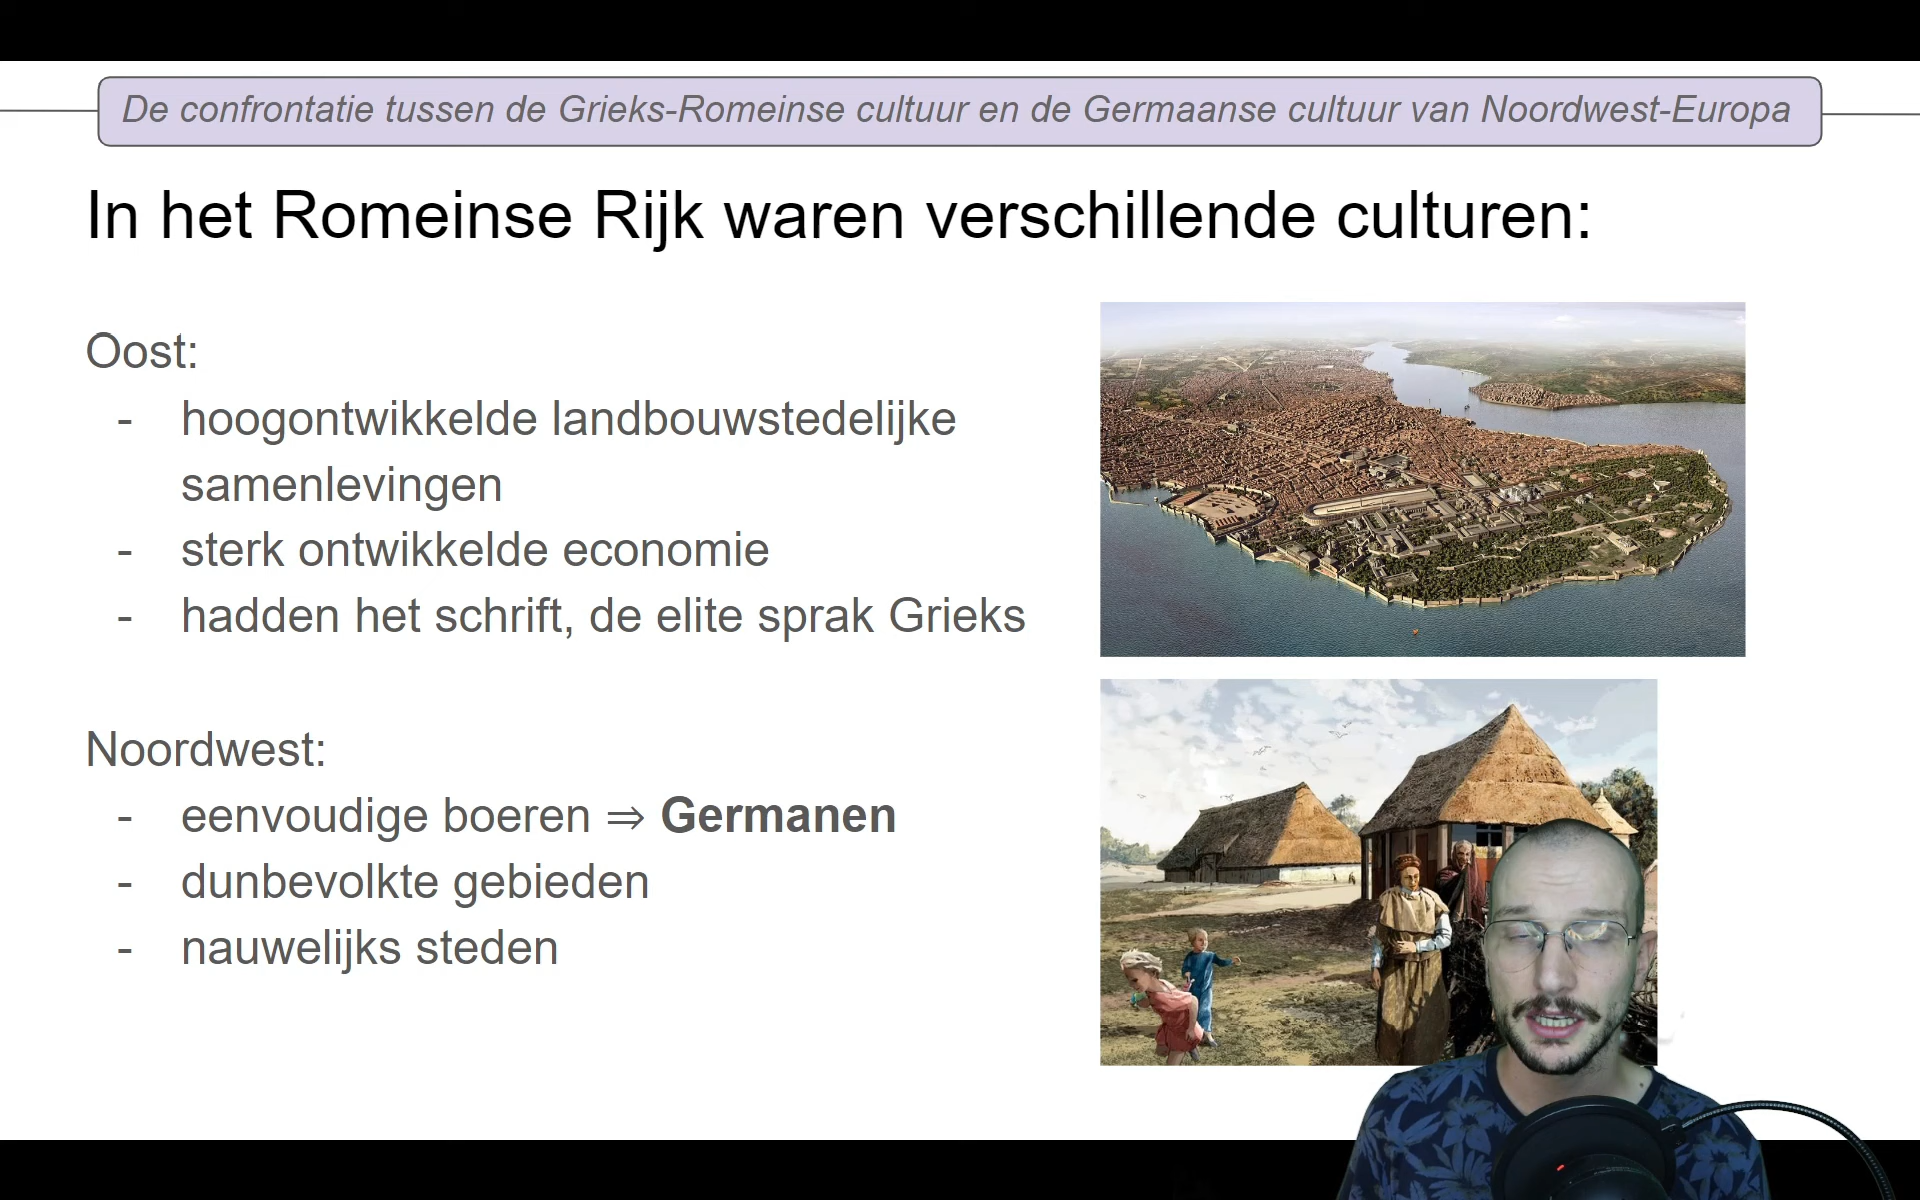 De confrontatie tussen de Grieks-Romeinse cultuur en de Germaanse cultuur van Noordwest-Europa
In het Romeinse Rijk waren verschillende culturen:
Oost:
- hoogontwikkelde landbouwstedelijke
samenlevingen
- sterk ontwikkelde economie
- hadden het schrift, de elite sprak Grieks
Noordwest:
- eenvoudige boeren ⇒ Germanen
- dunbevolkte gebieden
- nauwelijks steden